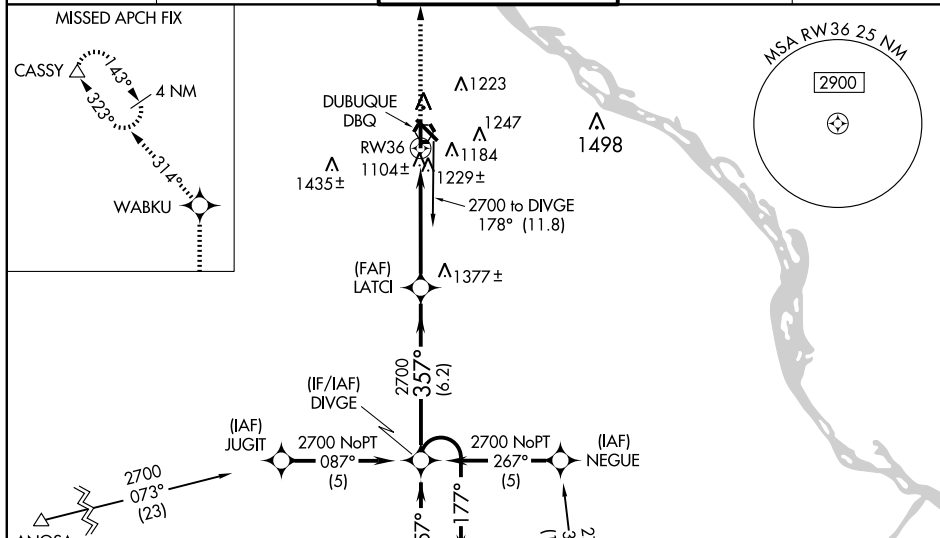 MISSED APCH FIX
CASSY
143°
4 NM
323°
314°
WABKU
MSA RW36 25 NM
2900
1223
DUBUQUE
DBQ
1247
1498
RW36
1184
1104±
1229±
1435±
2700 to DIVGE
178° (11.8)
(FAF)
LATCI
1377±
2700
357°
(6.2)
(IF/IAF)
DIVGE
(IAF)
JUGIT
2700 NoPT
087°
(5)
2700 NoPT
267°
(5)
(IAF)
NEGUE
2700
073°
(23)
177°